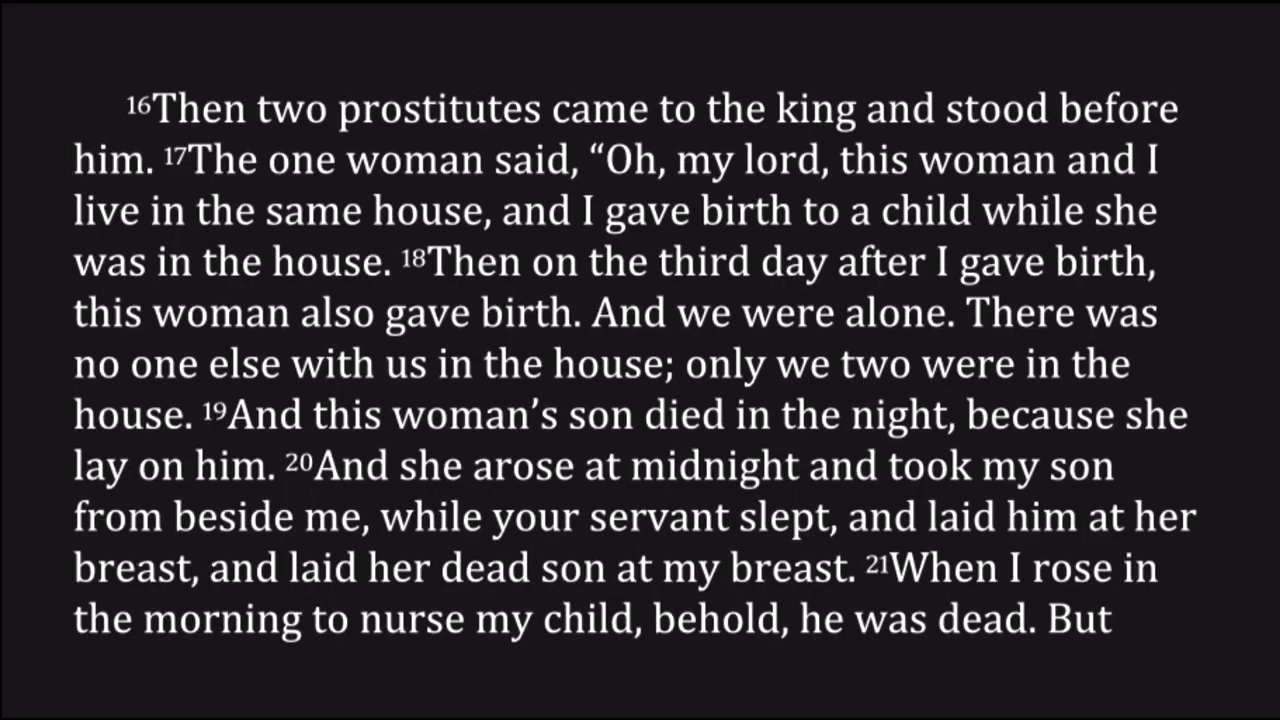 16Then two prostitutes came to the king and stood before
him. 17The one woman said, “Oh, my lord, this woman and I
live in the same house, and I gave birth to a child while she
was in the house. 18Then on the third day after I gave birth,
this woman also gave birth. And we were alone. There was
no one else with us in the house; only we two were in the
house. 19And this woman’s son died in the night, because she
lay on him. 20And she arose at midnight and took my son
from beside me, while your servant slept, and laid him at her
breast, and laid her dead son at my breast. 21When I rose in
the morning to nurse my child, behold, he was dead. But